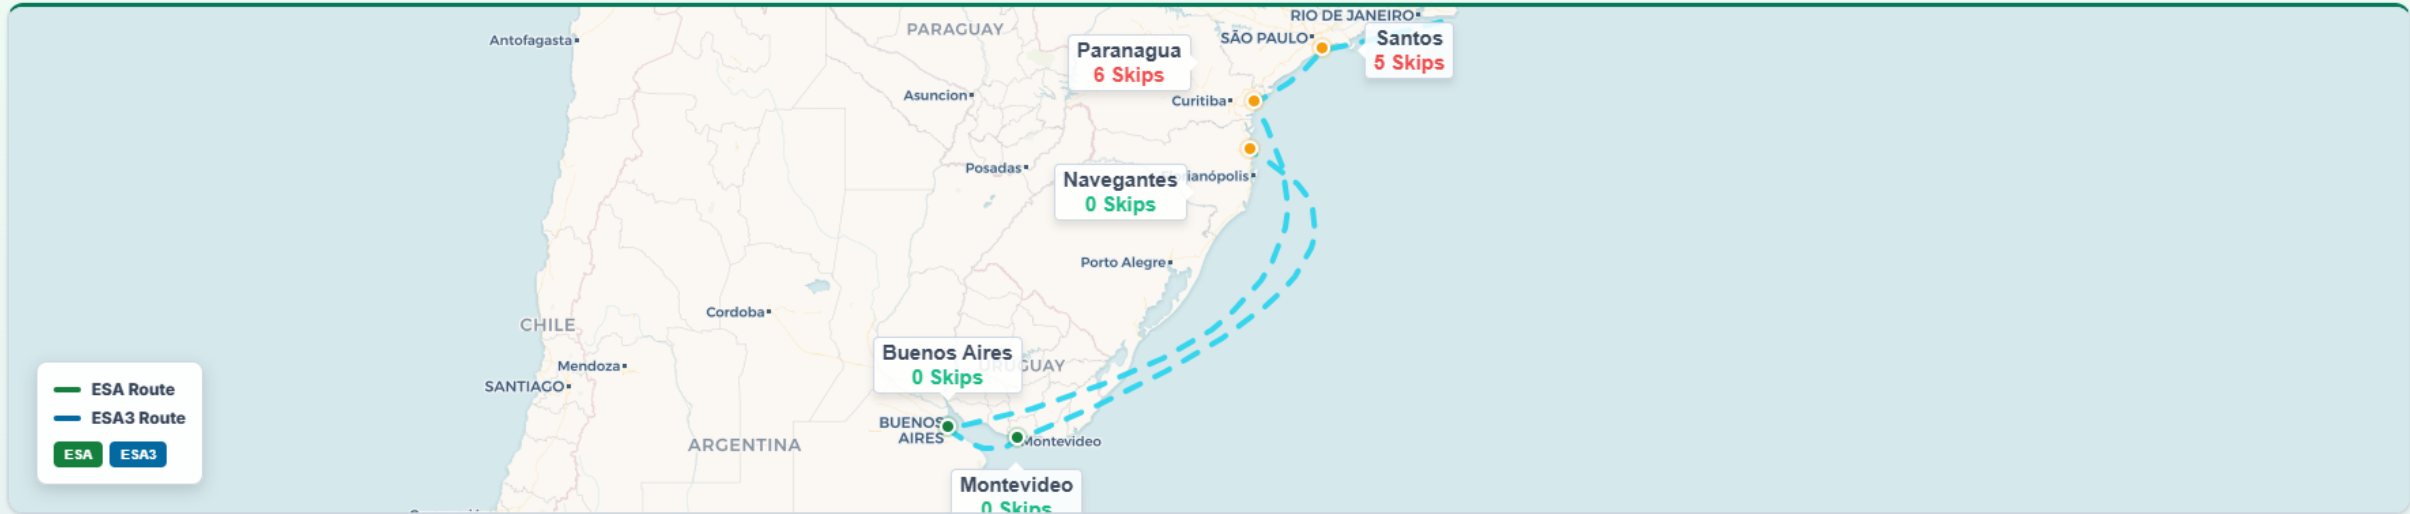 RIO DE JANEIRO
PARAGUAY
Antofagasta
SÃO PAULO
Santos
5 Skips
Paranagua
6 Skips
Asuncion
Curitiba
Posadas
Navegantes
0 Skips
Porto Alegre
Cordoba
CHILE
Buenos Aires
0 Skips
Mendoza
SANTIAGO
ESA Route
ESA3 Route
ESA
ESA3
BUENOS
AIRES
ARGENTINA
Montevideo
Montevideo
0 Skips